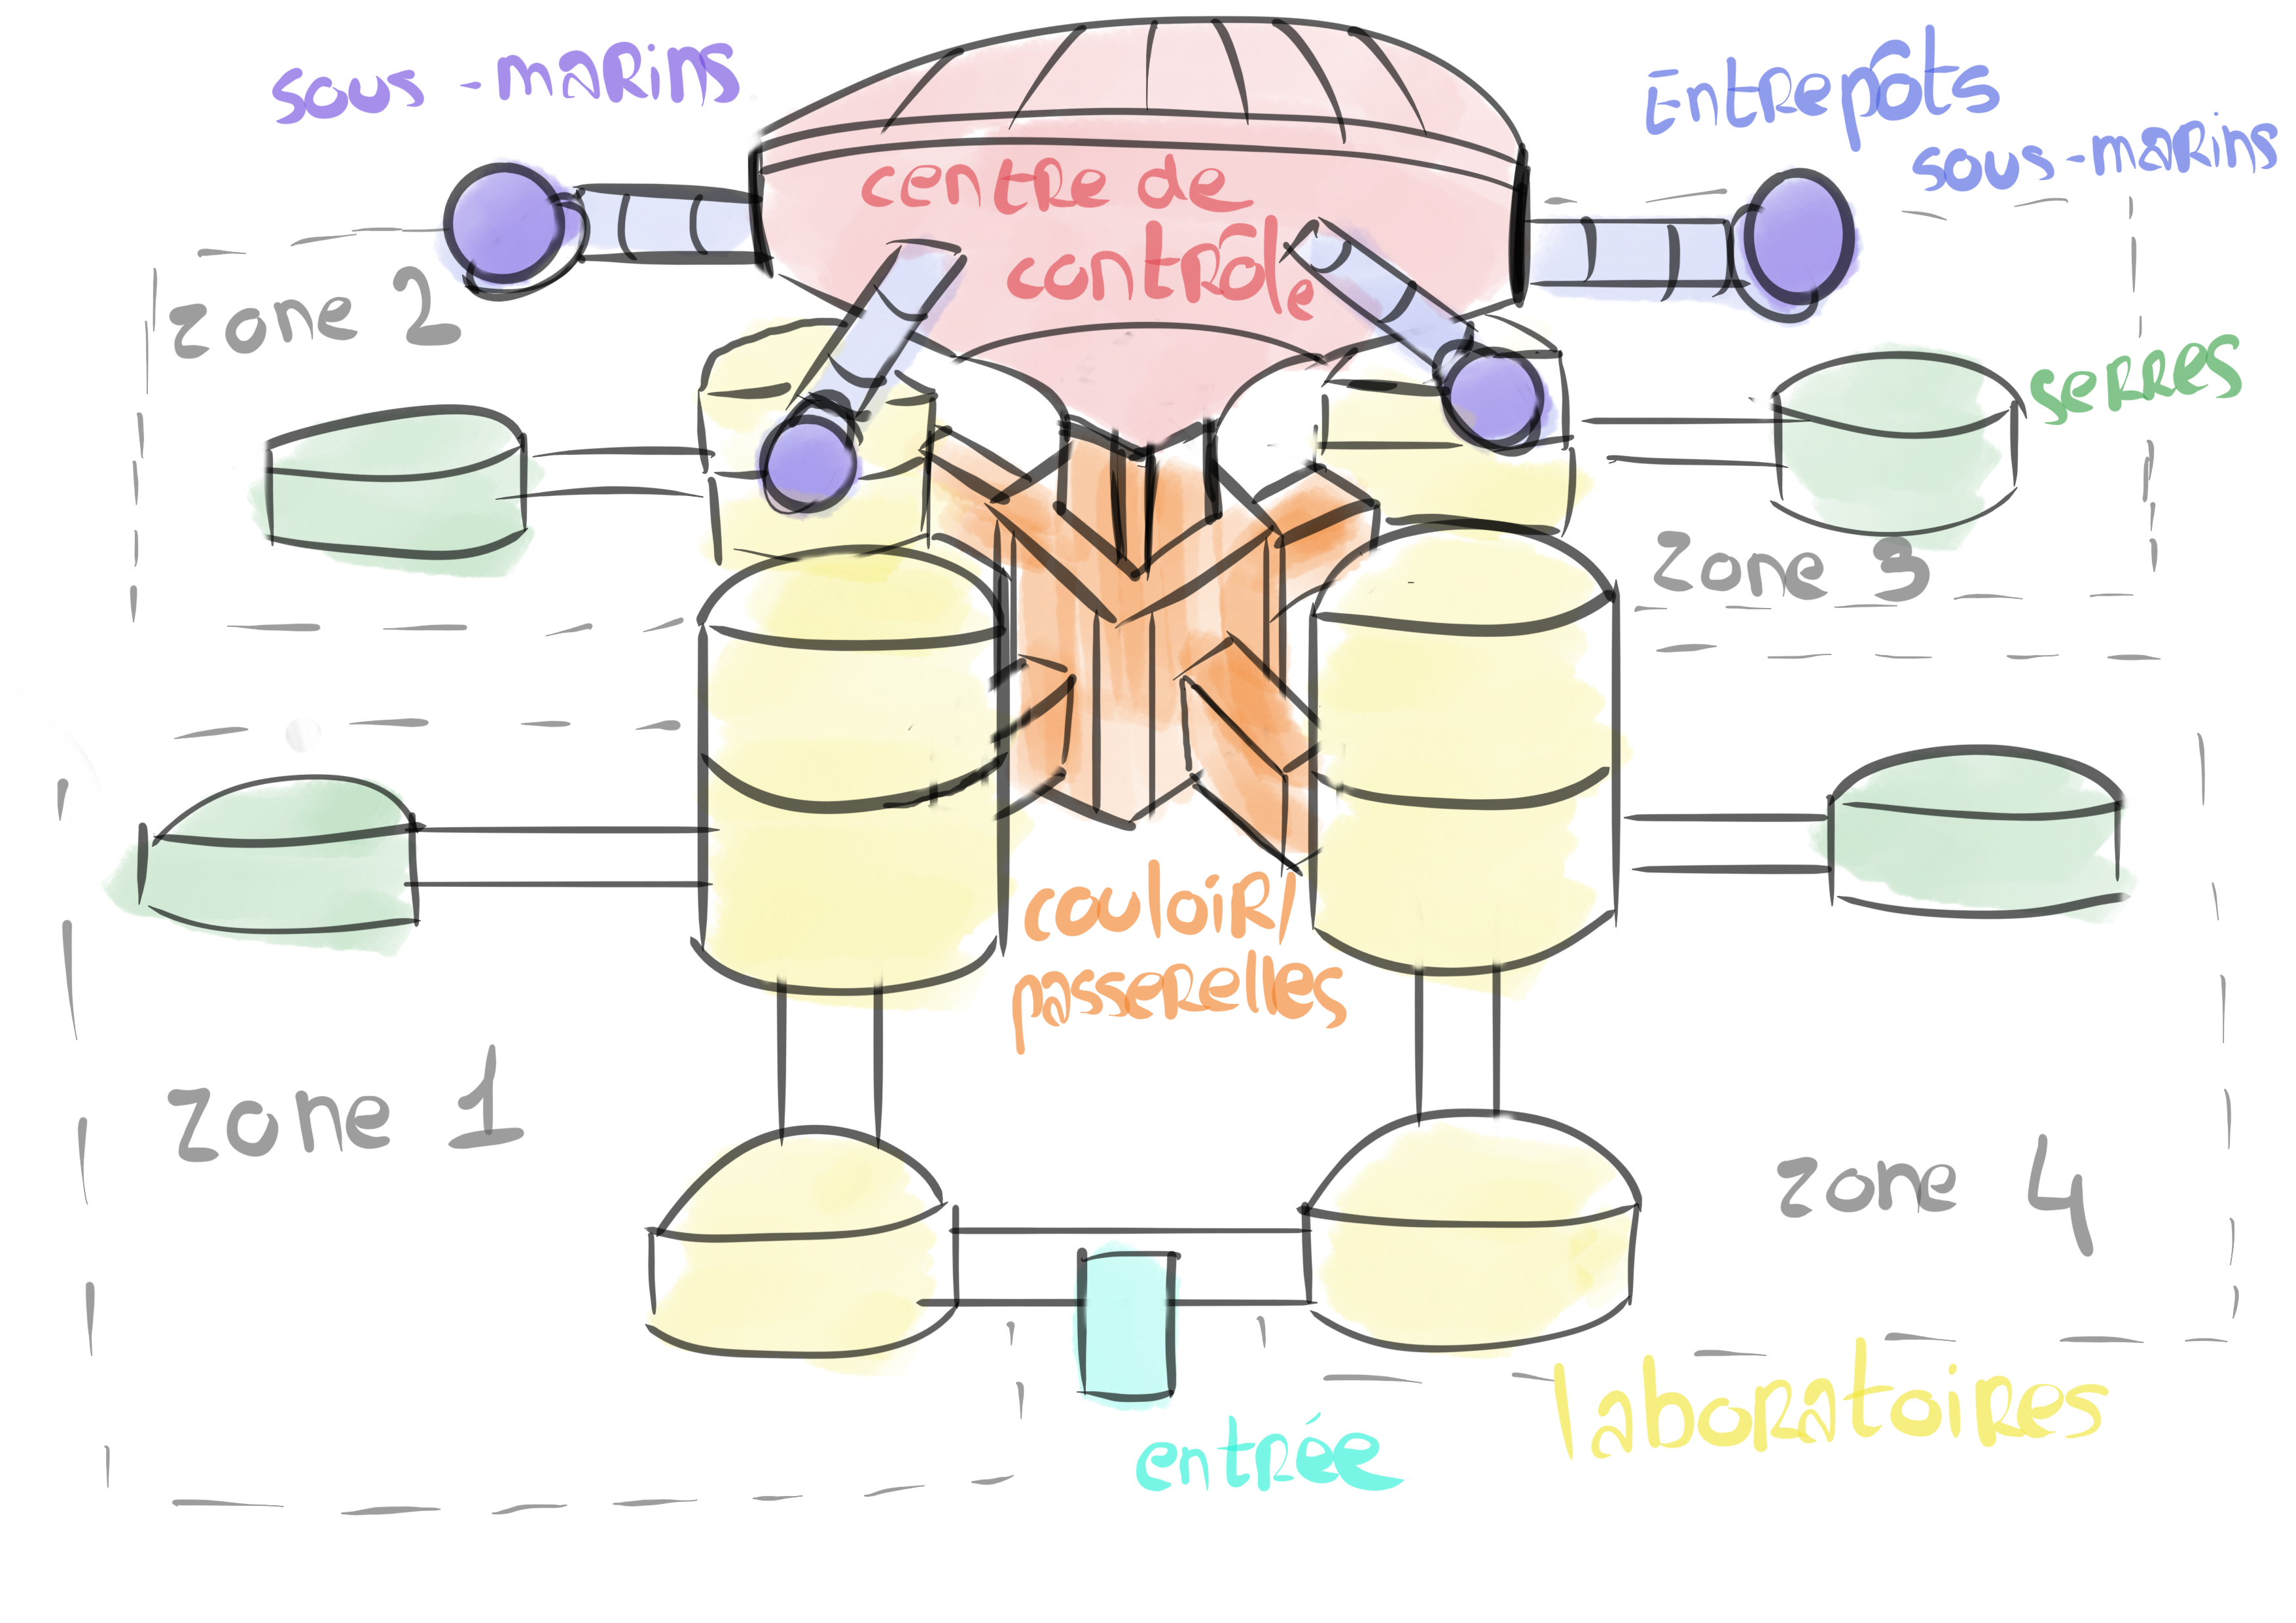 sous-marins
Entrepôts
sous-marins
centre de
contrôle
zone 2
serres
zone 3
couloir/
passerelles
zone 1
zone 4
laboratoires
entrée